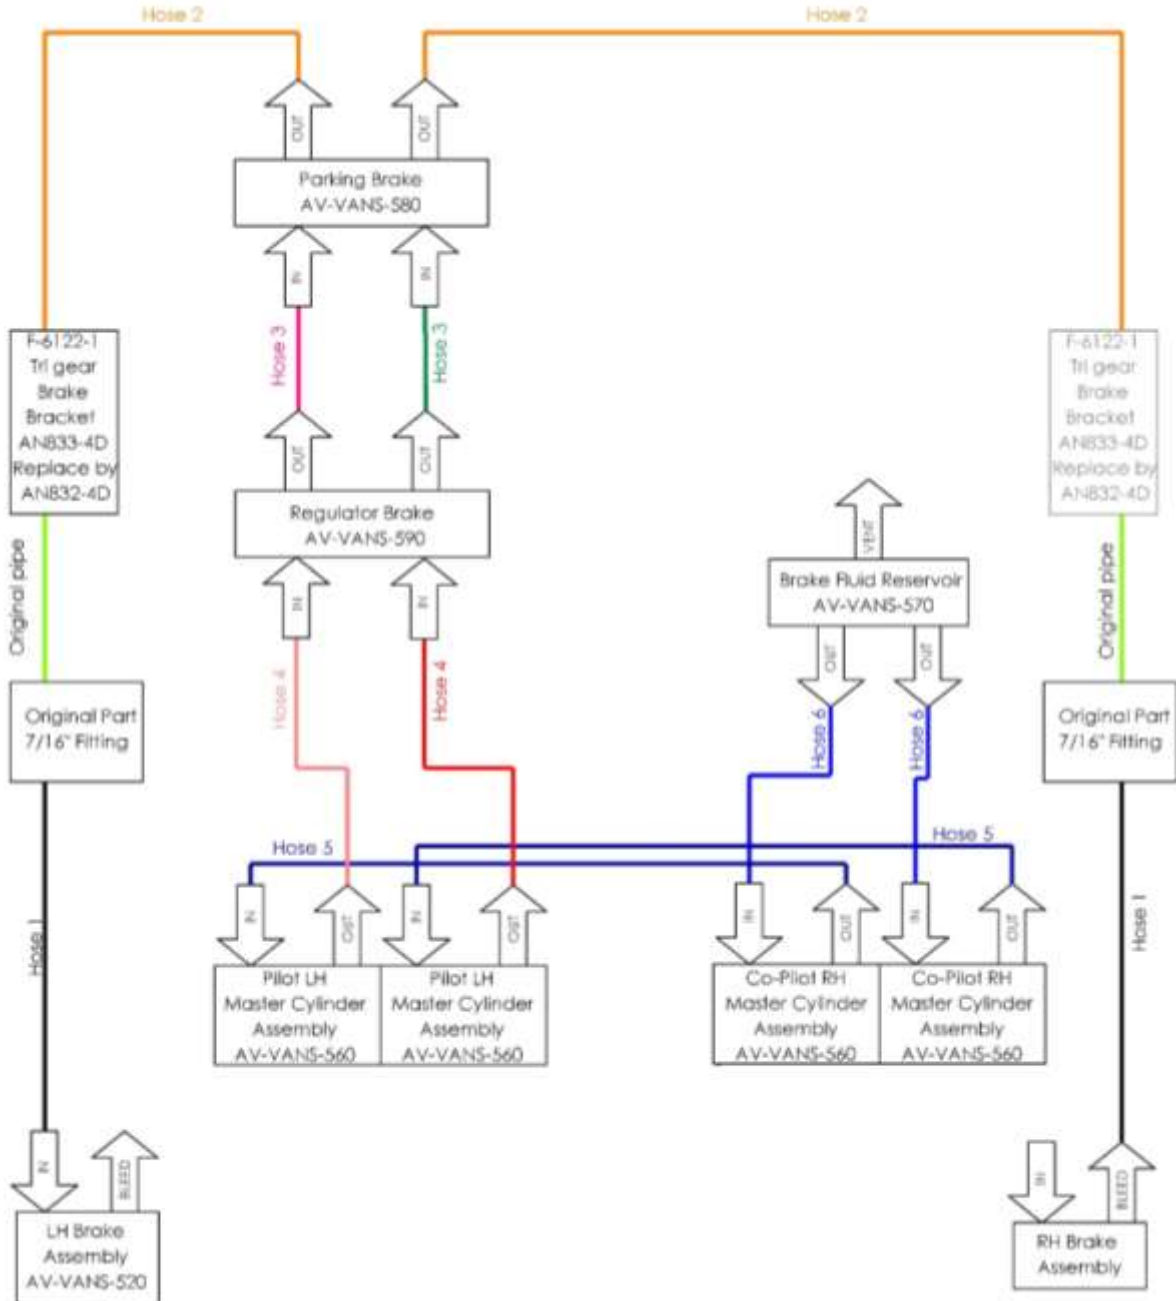 Hose 2
Hose 2
OUT
OUT
Parking Brake
AV-VANS-580
IN
IN
Hose 3
Hose 3
F-6122-1
Tri gear
Brake
Bracket
AN833-4D
Replace by
AN832-4D
F-6122-1
Tri gear
Brake
Bracket
AN833-4D
Replace by
AN832-4D
OUT
OUT
Regulator Brake
AV-VANS-590
VENT
Brake Fluid Reservoir
AV-VANS-570
IN
IN
OUT
OUT
Original pipe
Original pipe
Hose 4
Hose 4
Hose 6
Hose 6
Original Part
7/16" Fitting
Original Part
7/16" Fitting
Hose 5
Hose 5
IN
OUT
IN
OUT
IN
OUT
IN
OUT
Pilot LH
Master Cylinder
Assembly
AV-VANS-560
Pilot LH
Master Cylinder
Assembly
AV-VANS-560
Co-Pilot RH
Master Cylinder
Assembly
AV-VANS-560
Co-Pilot RH
Master Cylinder
Assembly
AV-VANS-560
Hose 1
Hose 1
IN
BLEED
IN
BLEED
LH Brake
Assembly
AV-VANS-520
RH Brake
Assembly